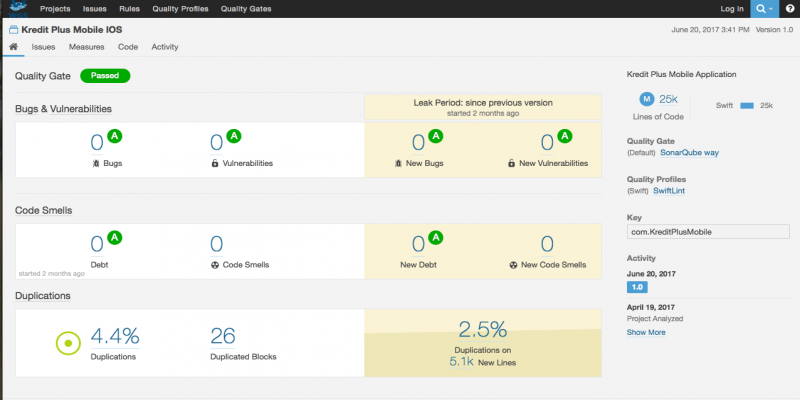 Projects Issues Rules Quality Profiles Quality Gates Log in
Kredit Plus Mobile IOS
June 20, 2017 3:41 PM Version 1.0
Issues Measures Code Activity
Quality Gate Passed
Bugs & Vulnerabilities
Leak Period: since previous version
started 2 months ago
0 A
Bugs
0 A
Vulnerabilities
0 A
New Bugs
0 A
New Vulnerabilities
Code Smells
0 A
Debt
0
Code Smells
started 2 months ago
0 A
New Debt
0
New Code Smells
Duplications
4.4%
Duplications
26
Duplicated Blocks
2.5%
Duplications on
5.1k New Lines
Kredit Plus Mobile Application
M 25k
Lines of Code
Swift 25k
Quality Gate
(Default) SonarQube way
Quality Profiles
(Swift) SwiftLint
Key
com.KreditPlusMobile
Activity
June 20, 2017
1.0
April 19, 2017
Project Analyzed
Show More